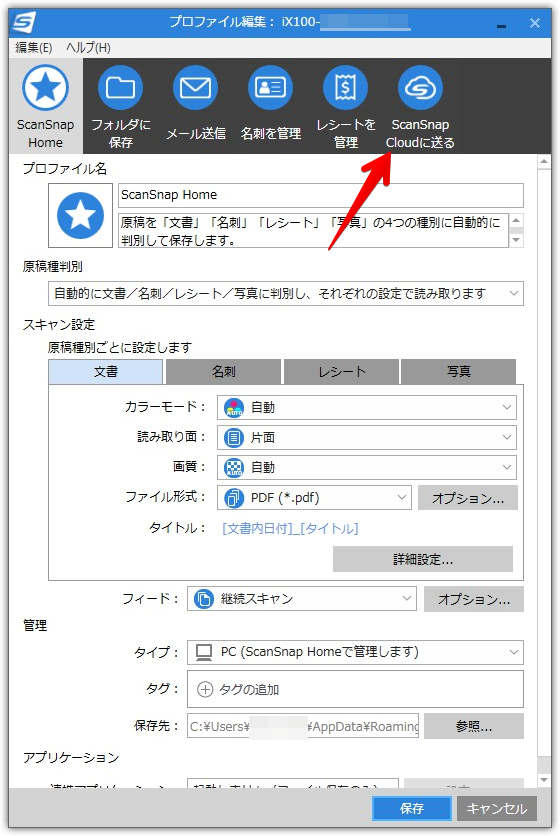 プロファイル編集： iX100-
編集(E) ヘルプ(H)
ScanSnap
Home
フォルダに
保存
メール送信
名刺を管理
レシートを
管理
ScanSnap
Cloudに送る
プロファイル名
ScanSnap Home
原稿を「文書」「名刺」「レシート」「写真」の4つの種別に自動的に
判別して保存します。
原稿種判別
自動的に文書／名刺／レシート／写真に判別し、それぞれの設定で読み取ります
スキャン設定
原稿種別ごとに設定します
文書 名刺 レシート 写真
カラーモード： AUTO 自動
読み取り面： 片面
画質： AUTO 自動
ファイル形式： PDF (*.pdf) オプション...
タイトル： [文書内日付]_[タイトル]
詳細設定...
フィード： 継続スキャン オプション...
管理
タイプ： PC (ScanSnap Homeで管理します)
タグ： タグの追加
保存先： C:¥Users¥ ¥AppData¥Roaming 参照...
アプリケーション
保存 キャンセル